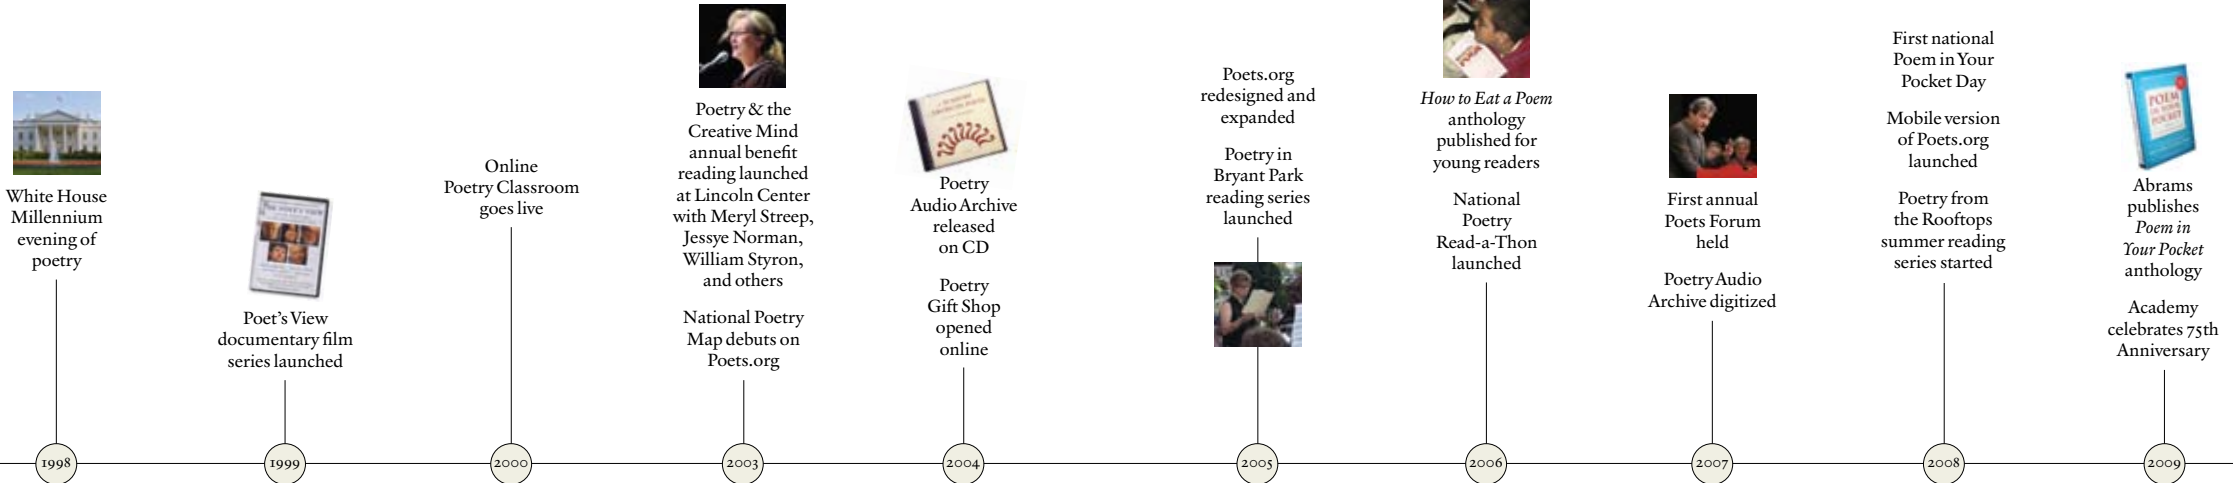 White House
Millennium
evening of
poetry
1998
Poet's View
documentary film
series launched
1999
Online
Poetry Classroom
goes live
2000
Poetry & the
Creative Mind
annual benefit
reading launched
at Lincoln Center
with Meryl Streep,
Jessye Norman,
William Styron,
and others
National Poetry
Map debuts on
Poets.org
2003
Poetry
Audio Archive
released
on CD
Poetry
Gift Shop
opened
online
2004
Poets.org
redesigned and
expanded
Poetry in
Bryant Park
reading series
launched
2005
How to Eat a Poem
anthology
published for
young readers
National
Poetry
Read-a-Thon
launched
2006
First annual
Poets Forum
held
Poetry Audio
Archive digitized
2007
First national
Poem in Your
Pocket Day
Mobile version
of Poets.org
launched
Poetry from
the Rooftops
summer reading
series started
2008
POEM
IN YOUR
POCKET
Abrams
publishes
Poem in
Your Pocket
anthology
Academy
celebrates 75th
Anniversary
2009